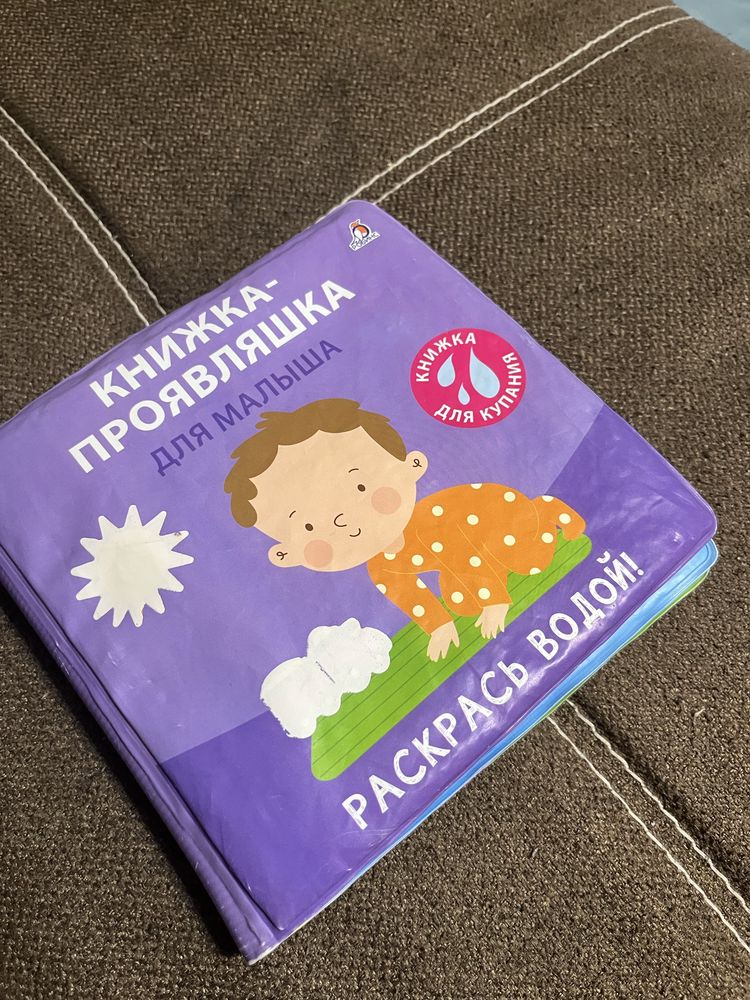 КНИЖКА-
ПРОЯВЛЯШКА
ДЛЯ МАЛЫША
КНИЖКА
ДЛЯ КУПАНИЯ
РАСКРАСЬ ВОДОЙ!